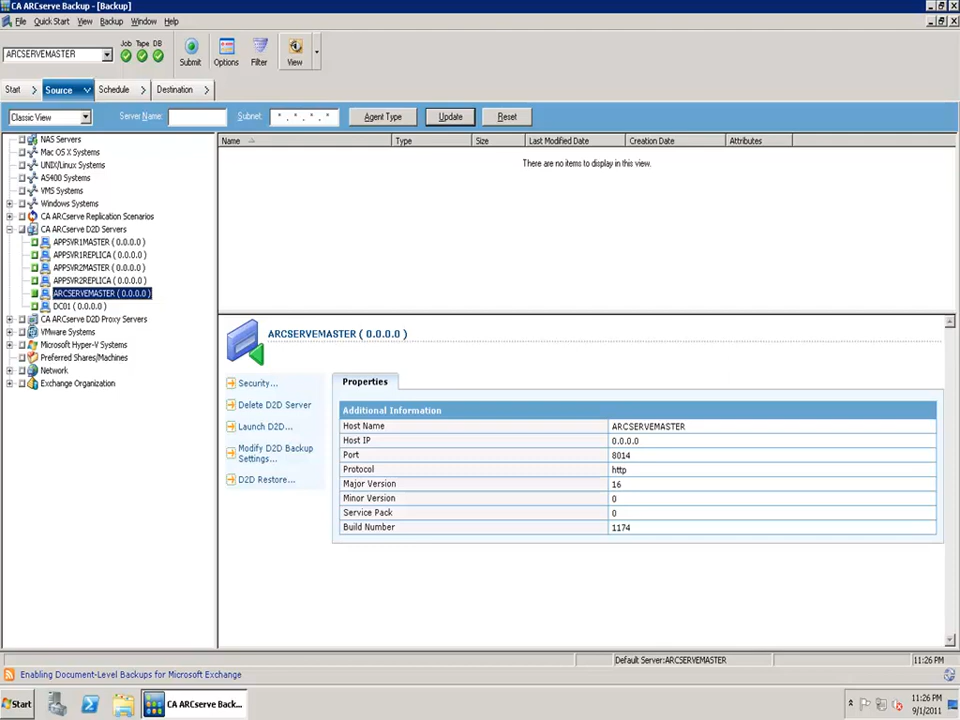 CA ARCserve Backup - [Backup]
File Quick Start View Backup Window Help
ARCSERVEMASTER
Job Tape DB
Submit Options Filter View
Start Source Schedule Destination
Classic View Server Name: Subnet: * . * . * . * Agent Type Update Reset
Name Type Size Last Modified Date Creation Date Attributes
There are no items to display in this view.
NAS Servers
Mac OS X Systems
UNIX/Linux Systems
AS400 Systems
VMS Systems
Windows Systems
CA ARCserve Replication Scenarios
CA ARCserve D2D Servers
APPSVR1MASTER ( 0.0.0.0 )
APPSVR1REPLICA ( 0.0.0.0 )
APPSVR2MASTER ( 0.0.0.0 )
APPSVR2REPLICA ( 0.0.0.0 )
ARCSERVEMASTER ( 0.0.0.0 )
DC01 ( 0.0.0.0 )
CA ARCserve D2D Proxy Servers
VMware Systems
Microsoft Hyper-V Systems
Preferred Shares/Machines
Network
Exchange Organization
ARCSERVEMASTER ( 0.0.0.0 )
Security...
Delete D2D Server
Launch D2D...
Modify D2D Backup
Settings...
D2D Restore...
Properties
Additional Information
Host Name ARCSERVEMASTER
Host IP 0.0.0.0
Port 8014
Protocol http
Major Version 16
Minor Version 0
Service Pack 0
Build Number 1174
Default Server:ARCSERVEMASTER 11:26 PM
Enabling Document-Level Backups for Microsoft Exchange
Start CA ARCserve Back... 11:26 PM
9/1/2011